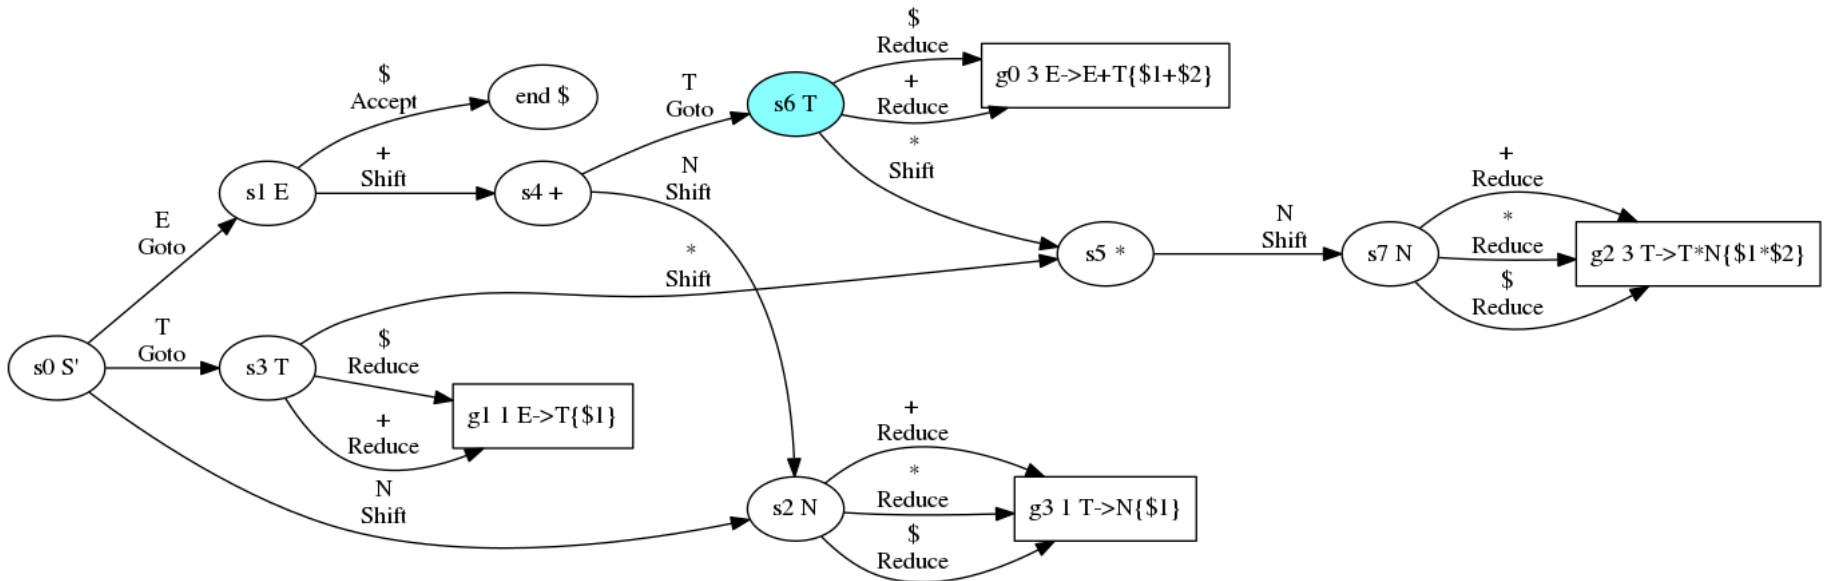 $
Reduce
g0 3 E->E+T{$1+$2}
+
Reduce
$
Accept
end $
T
Goto
s6 T
*
Shift
+
Shift
s1 E
s4 +
N
Shift
+
Reduce
E
Goto
*
Shift
s5 *
N
Shift
s7 N
*
Reduce
g2 3 T->T*N{$1*$2}
$
Reduce
T
Goto
s0 S'
s3 T
$
Reduce
g1 1 E->T{$1}
+
Reduce
+
Reduce
N
Shift
s2 N
*
Reduce
g3 1 T->N{$1}
$
Reduce